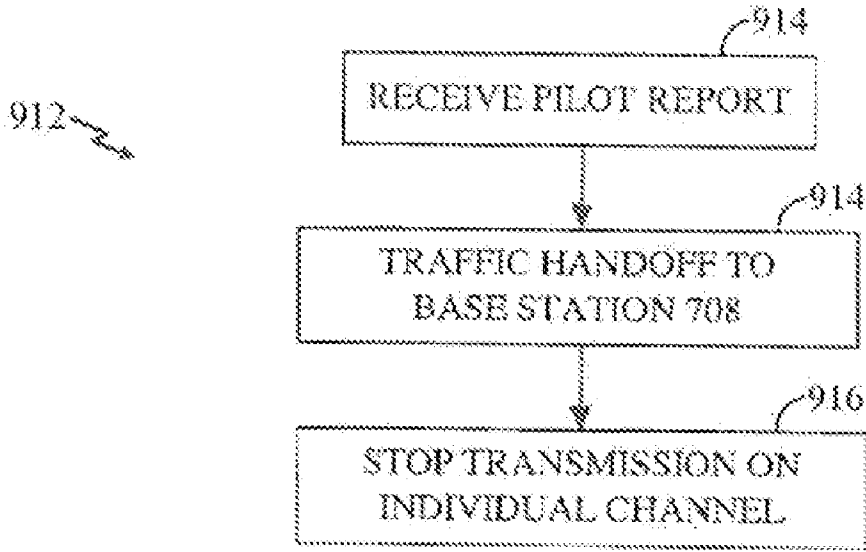 914
RECEIVE PILOT REPORT
912
914
TRAFFIC HANDOFF TO
BASE STATION 708
916
STOP TRANSMISSION ON
INDIVIDUAL CHANNEL